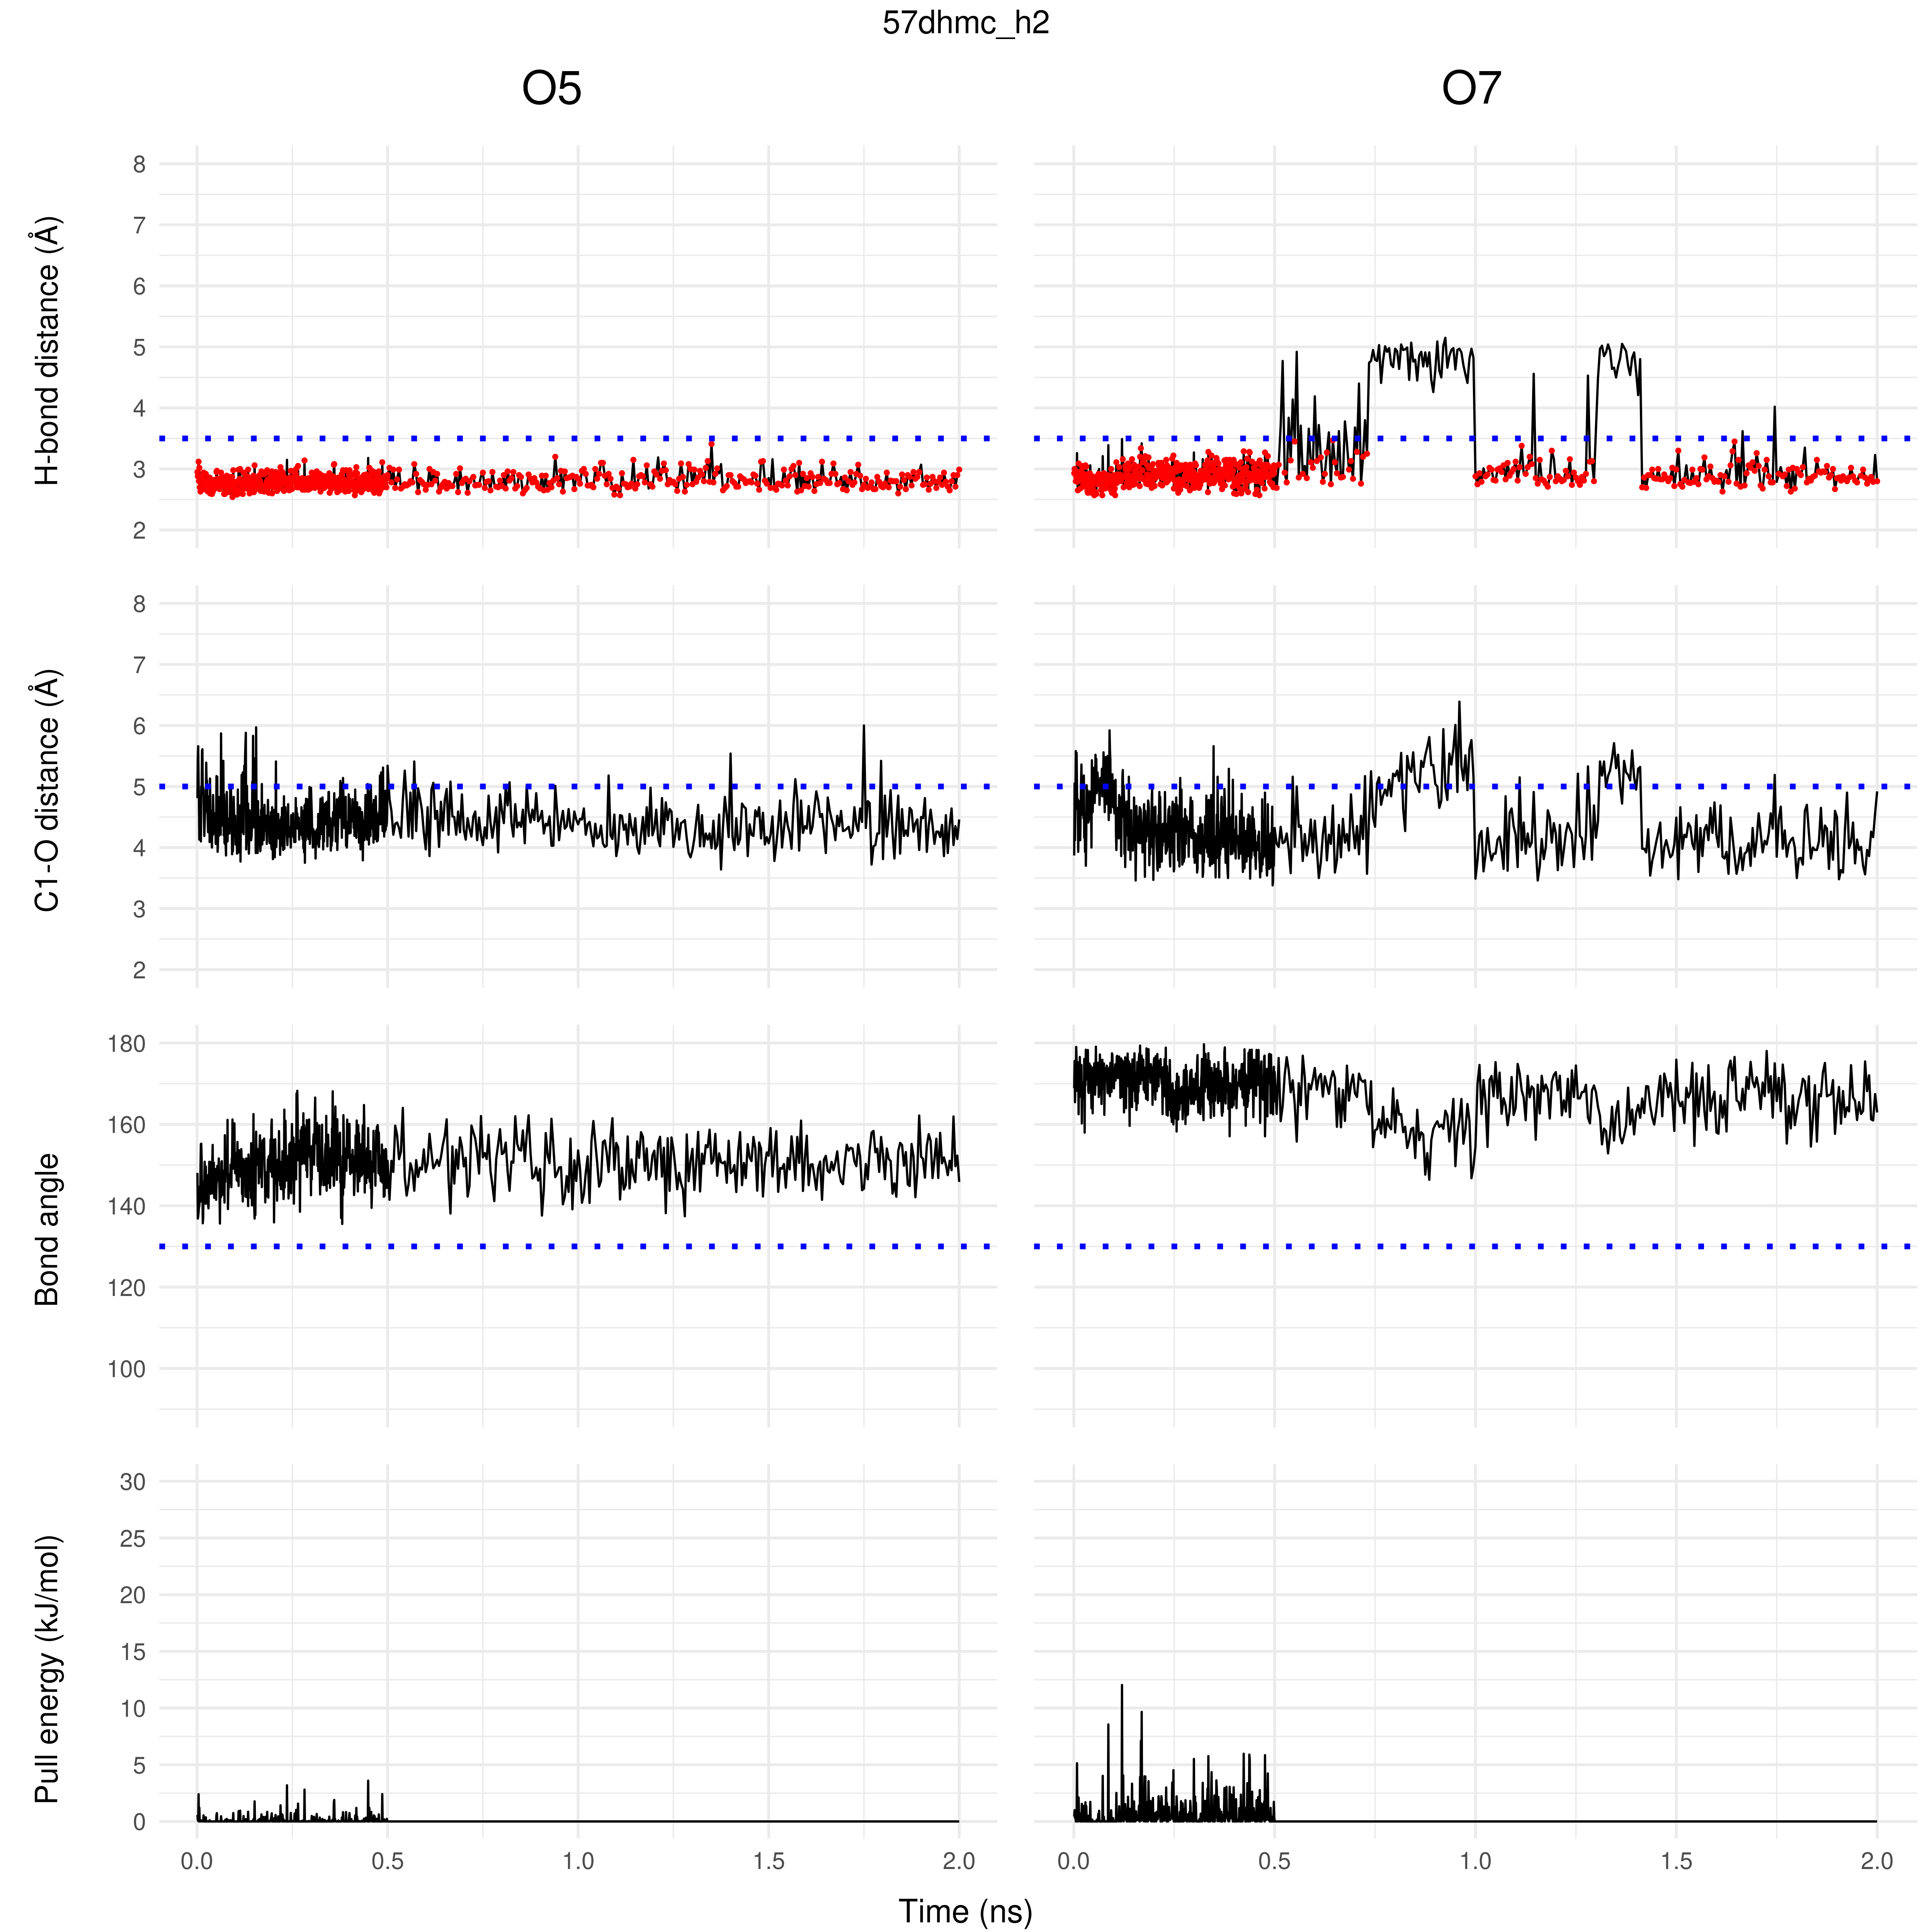 57dhmc_h2
O5
O7
H-bond distance (Å)
8
7
6
5
4
3
2
C1-O distance (Å)
8
7
6
5
4
3
2
Bond angle
180
160
140
120
100
Pull energy (kJ/mol)
30
25
20
15
10
5
0
0.0 0.5 1.0 1.5 2.0
0.0 0.5 1.0 1.5 2.0
Time (ns)